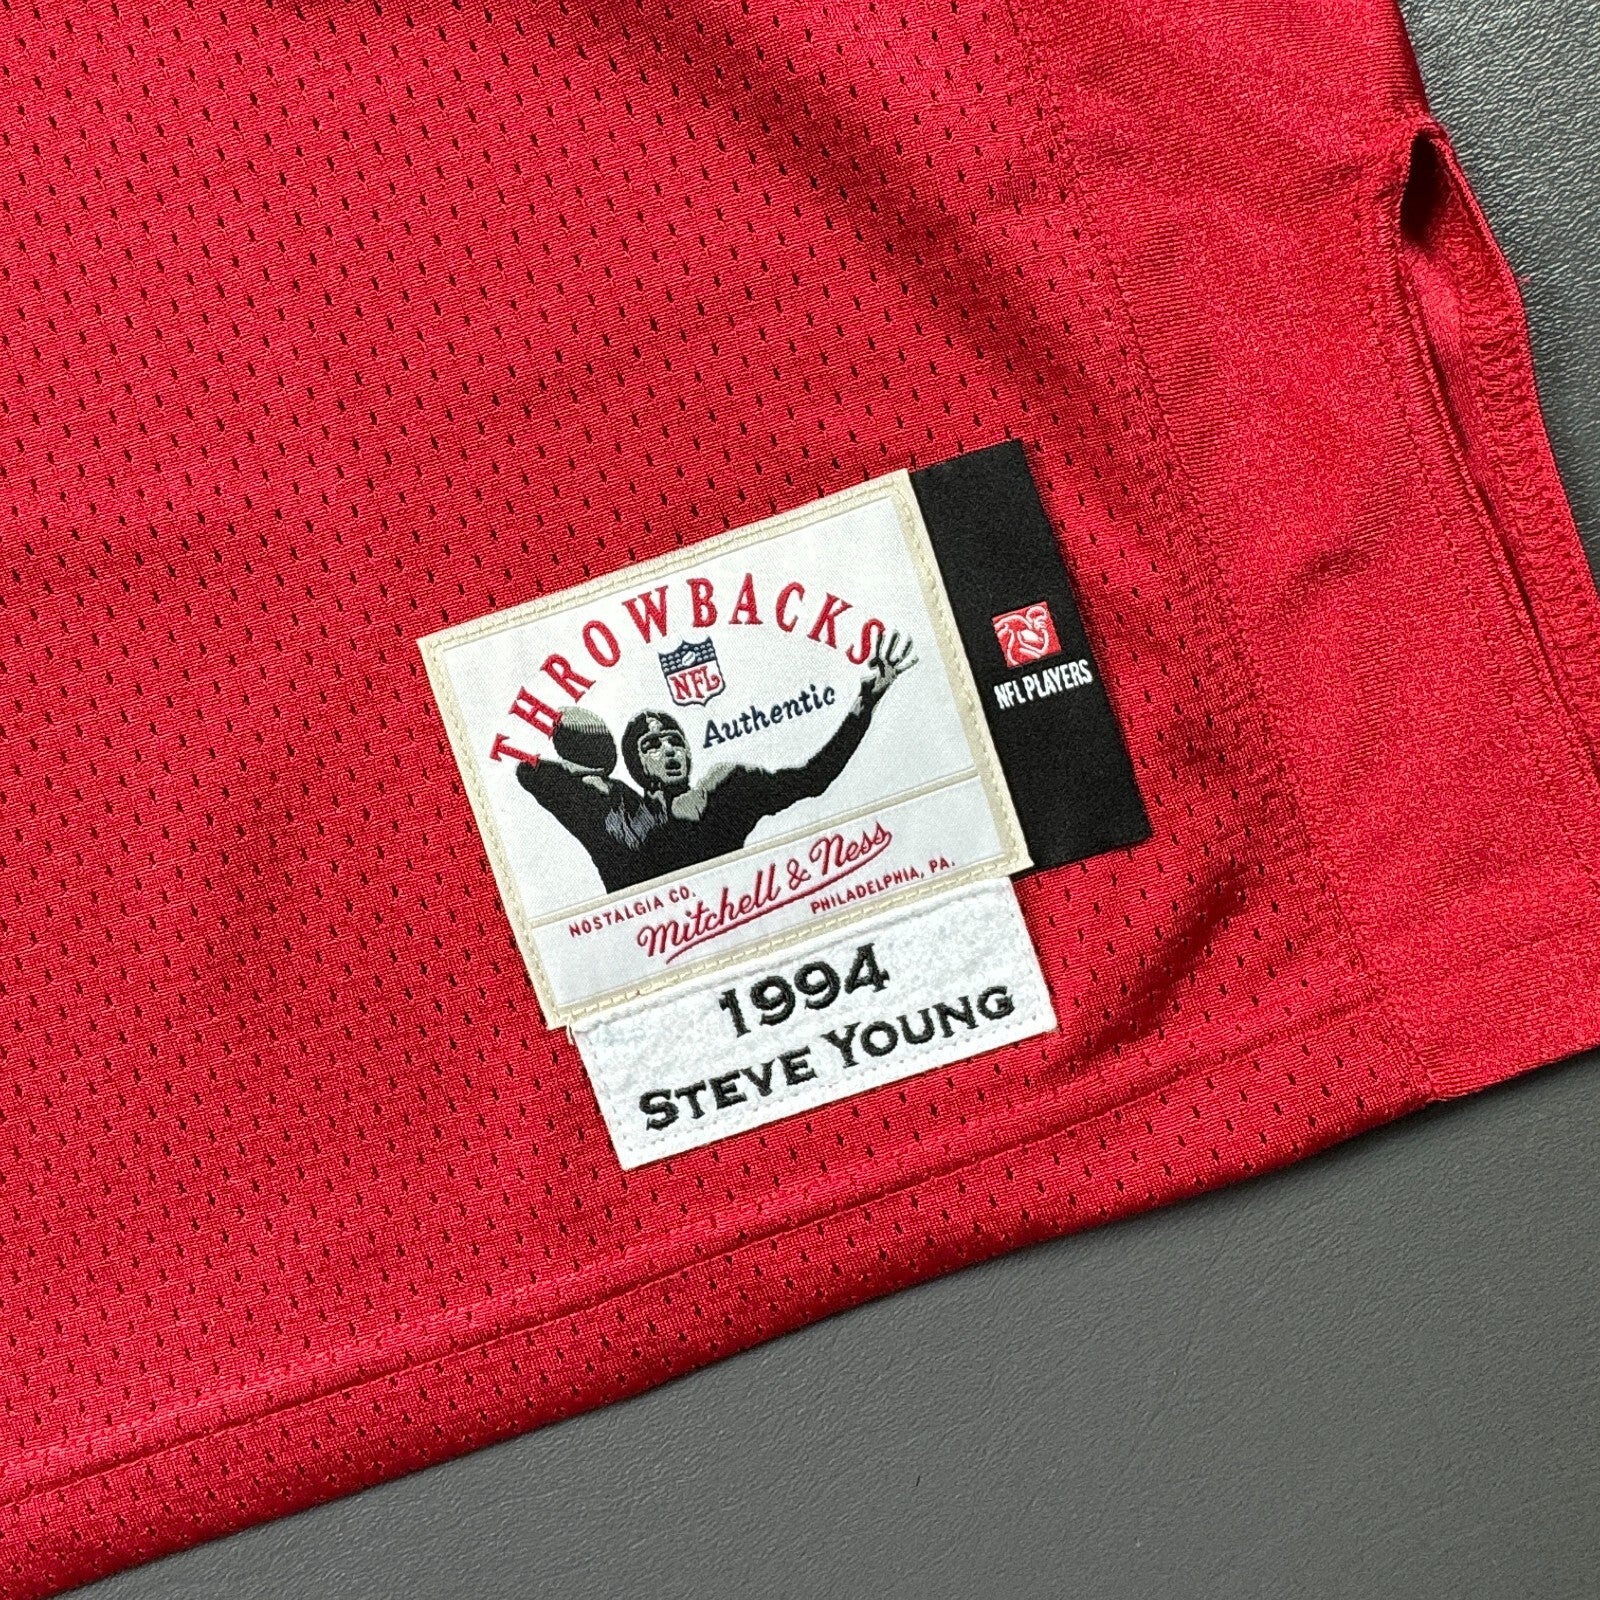 THROWBACKS
NFL
Authentic
NFL PLAYERS
NOSTALGIA CO.
Mitchell & Ness
PHILADELPHIA, PA.
1994
STEVE YOUNG